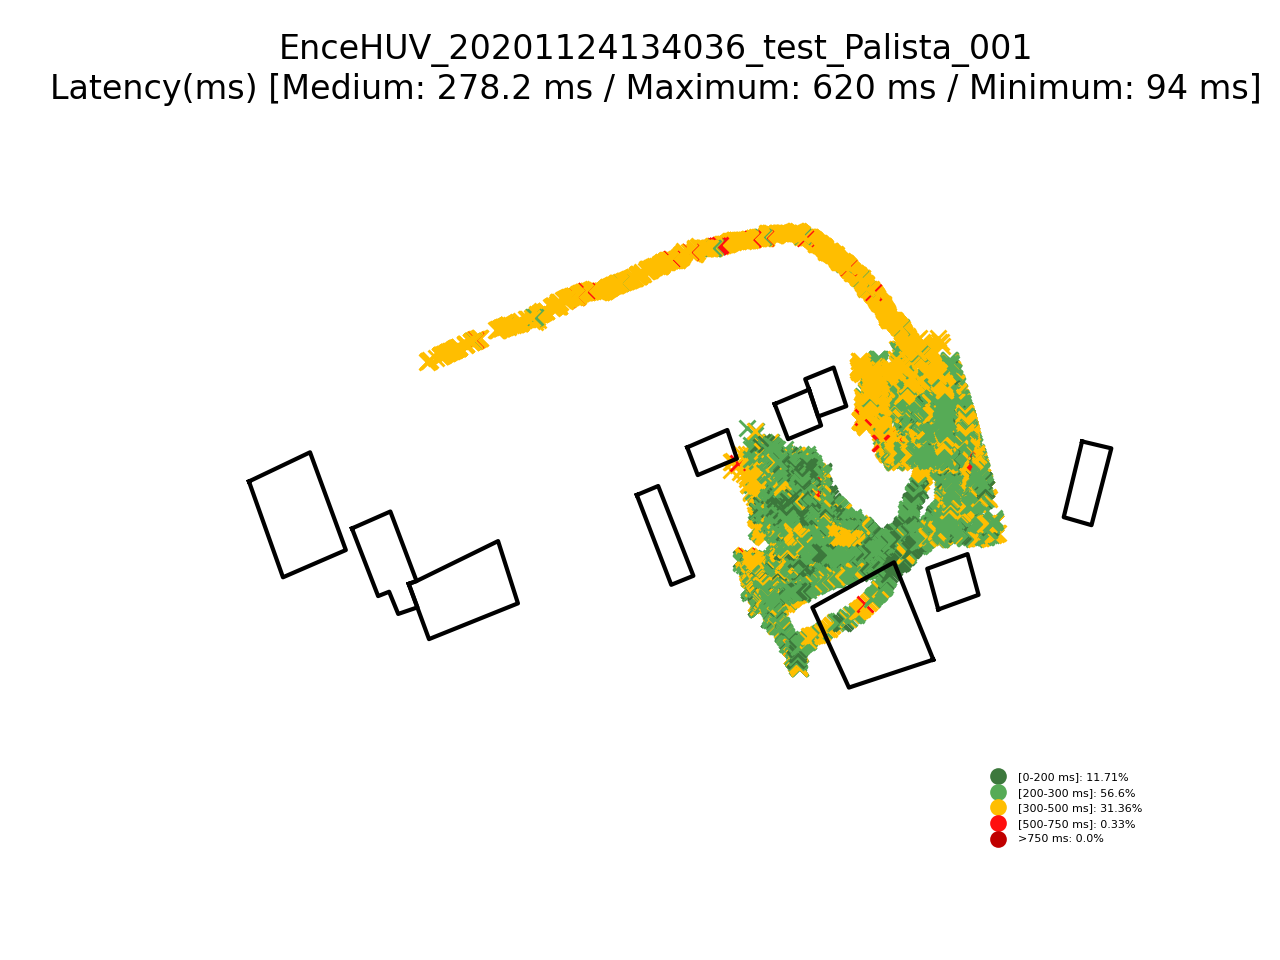 EnceHUV_20201124134036_test_Palista_001
Latency(ms) [Medium: 278.2 ms / Maximum: 620 ms / Minimum: 94 ms]
[0-200 ms]: 11.71%
[200-300 ms]: 56.6%
[300-500 ms]: 31.36%
[500-750 ms]: 0.33%
>750 ms: 0.0%